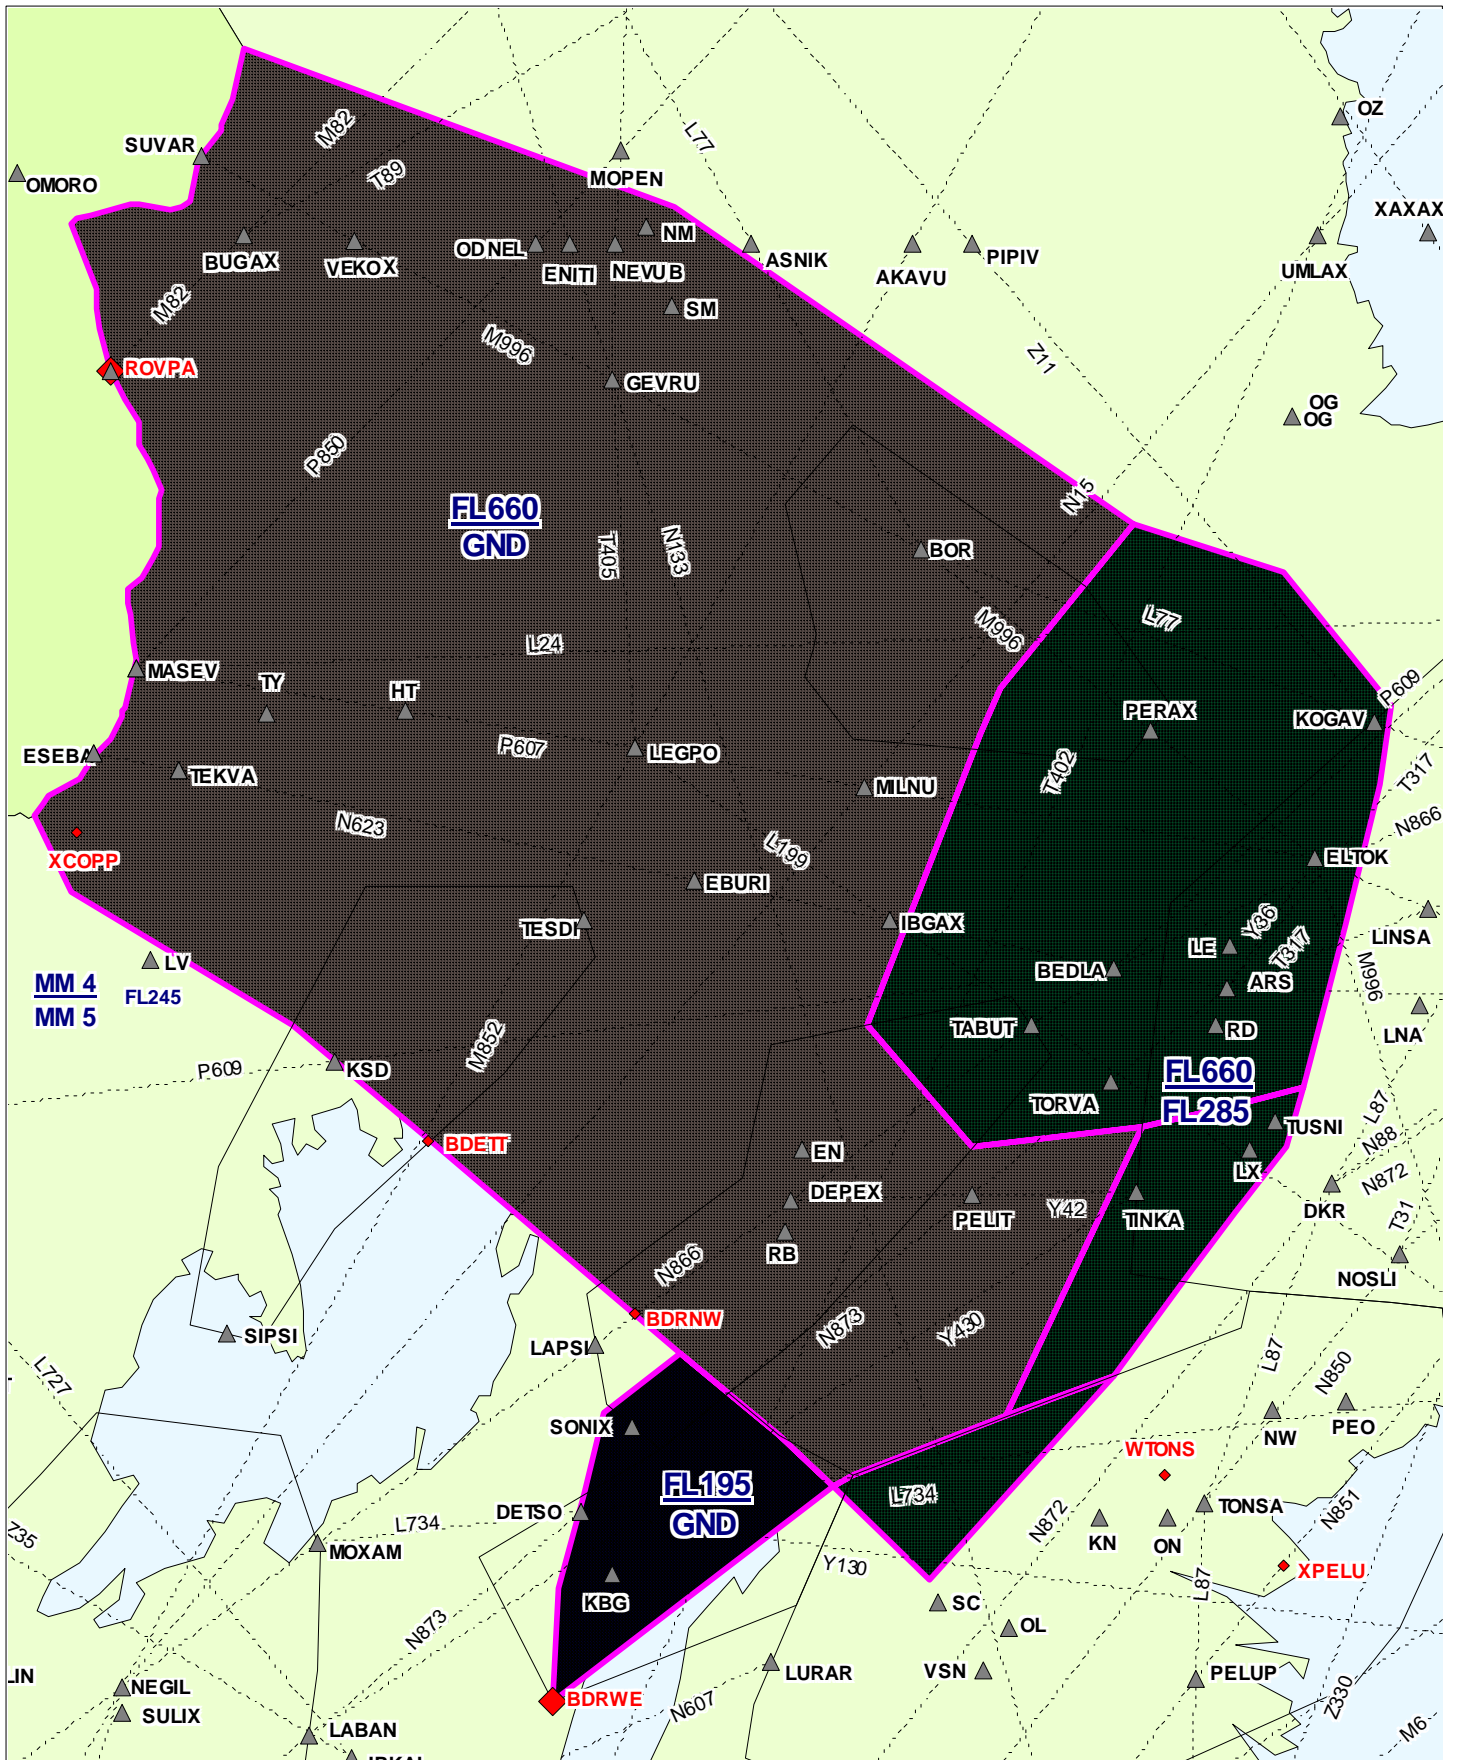 OZ
M82
L77
SUVAR
OMORO
T89
MOPEN
XAXAX
NM
BUGAX
VEKOX
ODNEL
ENITI
NEVUB
ASNIK
AKAVU
PIPIV
UMLAX
M82
SM
M996
ROVPA
Z11
GEVRU
OG
OG
P850
N15
FL660
GND
T405
N133
BOR
M996
L77
L24
MASEV
TY
HT
P609
PERAX
KOGAV
ESEBA
TEKVA
P607
LEGPO
T402
T317
MILNU
N623
N866
XCOPP
L199
ELTOK
EBURI
TESDI
IBGAX
Y36
LINSA
LE
T317
LV
BEDLA
M996
MM 4
MM 5
FL245
ARS
TABUT
RD
LNA
M852
P609
KSD
FL660
FL285
TORVA
L87
TUSNI
BDETT
EN
N88
LX
DEPEX
N872
PELIT
Y42
TINKA
DKR
T31
RB
N866
NOSLI
BDRNW
N873
Y430
SIPSI
LAPSI
L87
N850
L727
SONIX
PEO
NW
WTONS
FL195
GND
L734
DETSO
TONSA
N851
N872
L734
KN
ON
Z35
MOXAM
Y130
XPELU
L87
KBG
SC
N873
OL
LIN
LURAR
VSN
PELUP
NEGIL
BDRWE
SULIX
N607
Z330
LABAN
M6